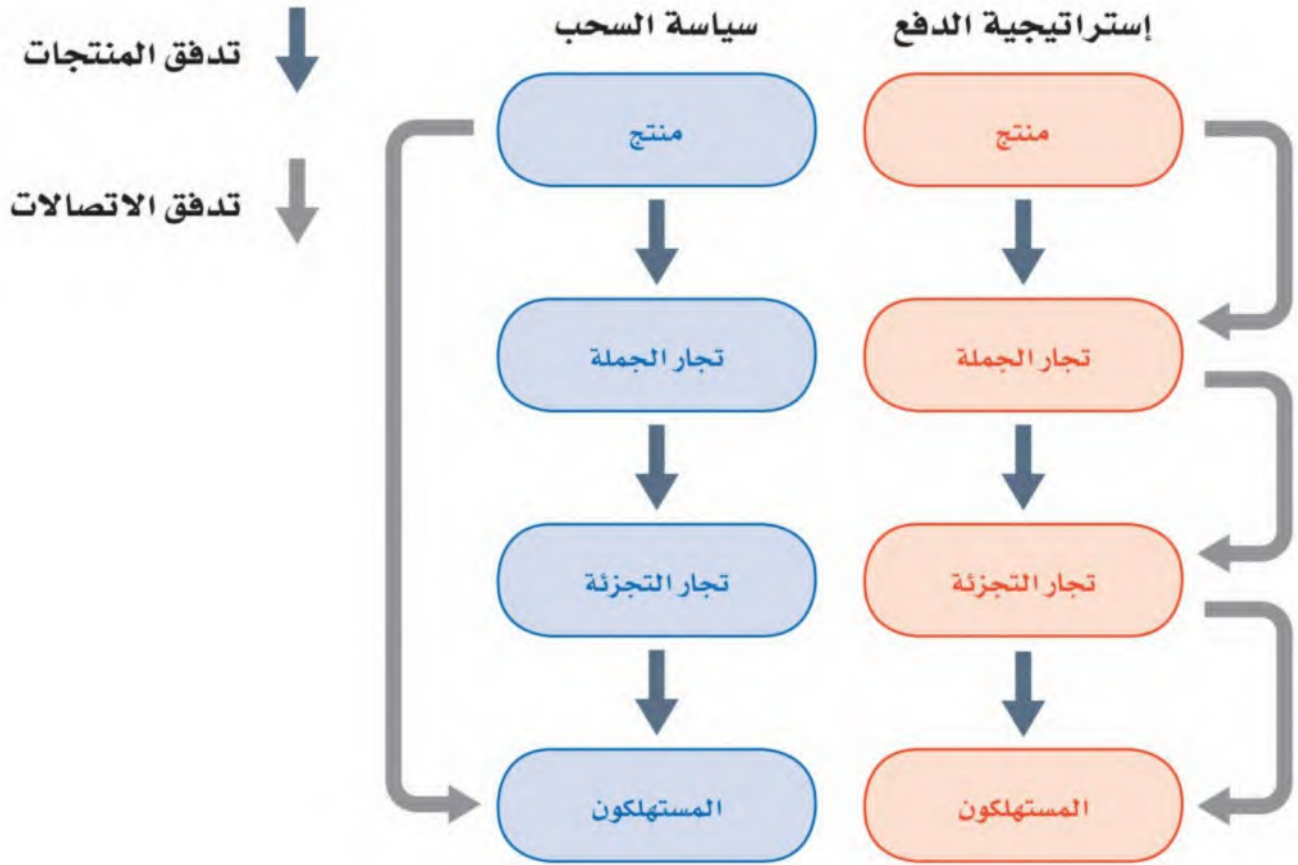 إستراتيجية الدفع
منتج
تجار الجملة
تجار التجزئة
المستهلكون
سياسة السحب
منتج
تجار الجملة
تجار التجزئة
المستهلكون
تدفق المنتجات
تدفق الاتصالات